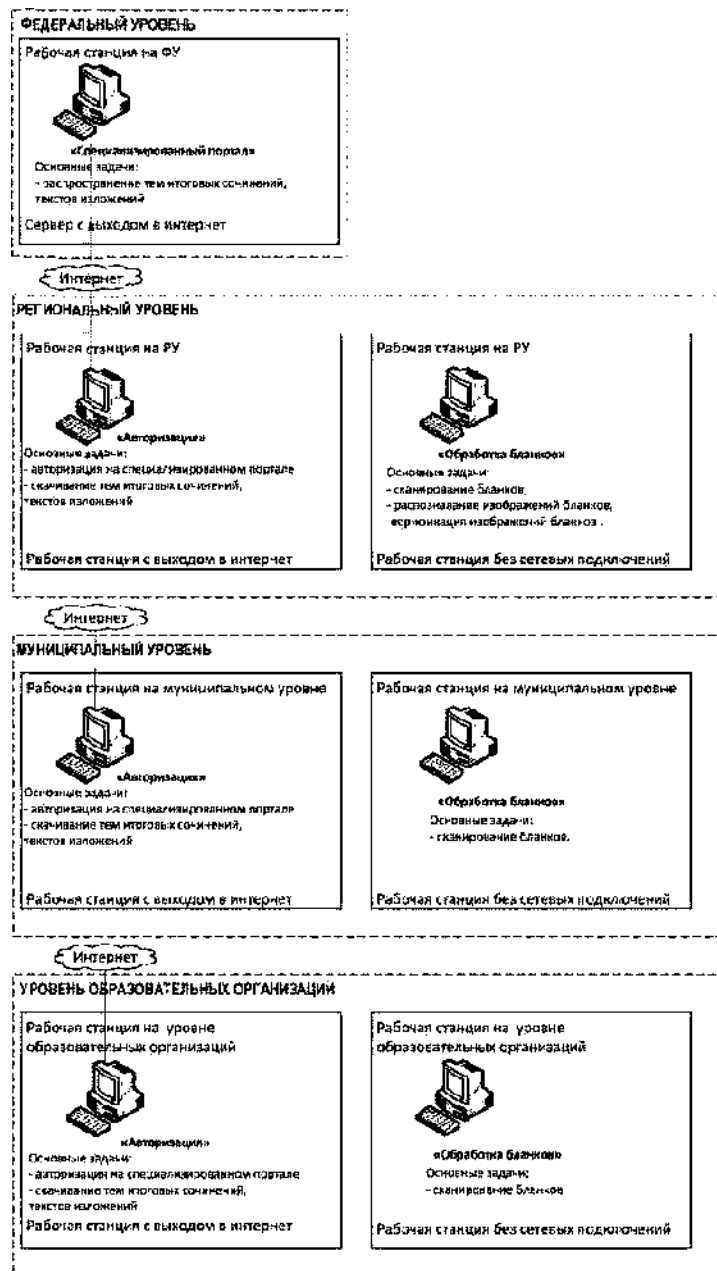 ФЕДЕРАЛЬНЫЙ УРОВЕНЬ
Рабочая станция на ФУ
«Специализированный портал»
Основные задачи:
- распространение тем итоговых сочинений,
текстов изложений
Сервер с выходом в интернет
Интернет
РЕГИОНАЛЬНЫЙ УРОВЕНЬ
Рабочая станция на РУ
«Авторизация»
Основные задачи:
- авторизация на специализированном портале
- скачивание тем итоговых сочинений,
текстов изложений
Рабочая станция с выходом в интернет
Рабочая станция на РУ
«Обработка бланков»
Основные задачи:
- сканирование бланков,
- распознавание изображений бланков,
верификация изображений бланков .
Рабочая станция без сетевых подключений
Интернет
МУНИЦИПАЛЬНЫЙ УРОВЕНЬ
Рабочая станция на муниципальном уровне
«Авторизация»
Основные задачи:
- авторизация на специализированном портале
- скачивание тем итоговых сочинений,
текстов изложений
Рабочая станция с выходом в интернет
Рабочая станция на муниципальном уровне
«Обработка бланков»
Основные задачи:
- сканирование бланков.
Рабочая станция без сетевых подключений
Интернет
УРОВЕНЬ ОБРАЗОВАТЕЛЬНЫХ ОРГАНИЗАЦИЙ
Рабочая станция на уровне
образовательных организаций
«Авторизация»
Основные задачи:
- авторизация на специализированном портале
- скачивание тем итоговых сочинений,
текстов изложений
Рабочая станция с выходом в интернет
Рабочая станция на уровне
образовательных организаций
«Обработка бланков»
Основные задачи:
- сканирование бланков
Рабочая станция без сетевых подключений